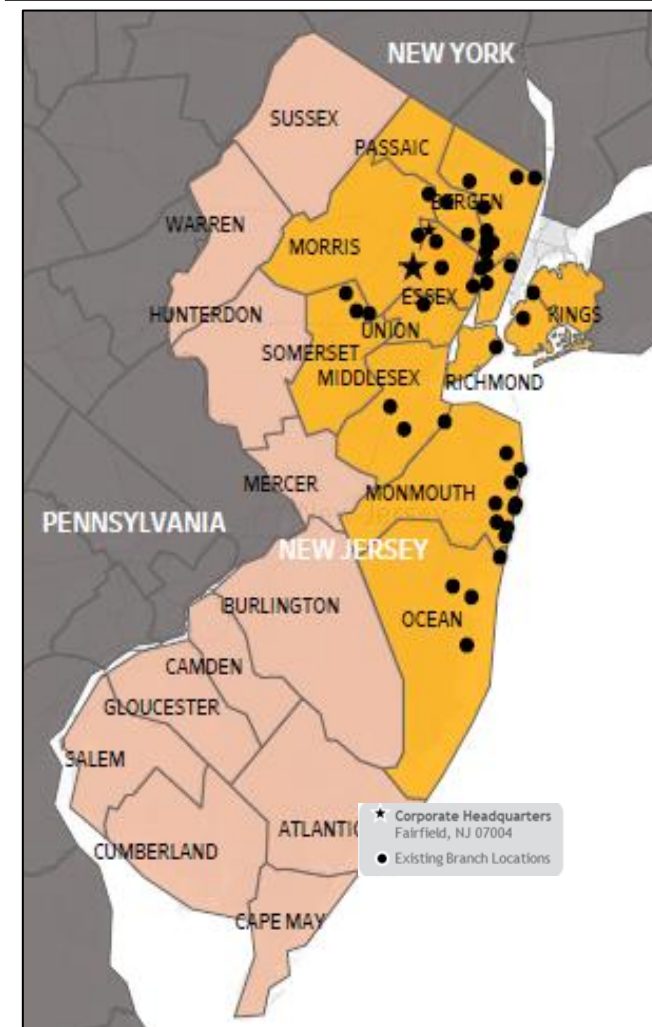 NEW YORK
SUSSEX
PASSAIC
BERGEN
WARREN
MORRIS
ESSEX
HUNTERDON
KINGS
UNION
SOMERSET
MIDDLESEX
RICHMOND
MERCER
MONMOUTH
PENNSYLVANIA
NEW JERSEY
BURLINGTON
OCEAN
CAMDEN
GLOUCESTER
SALEM
Corporate Headquarters
Fairfield, NJ 07004
ATLANTIC
CUMBERLAND
Existing Branch Locations
CAPE MAY